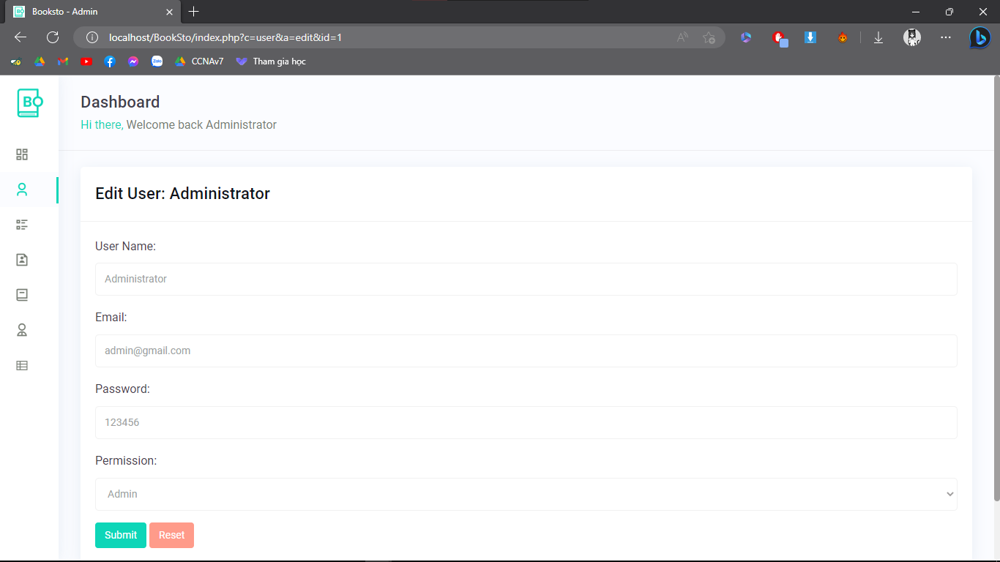 Booksto - Admin
localhost/BookSto/index.php?c=user&a=edit&id=1
CCNAv7
Tham gia học
BO
Dashboard
Hi there, Welcome back Administrator
Edit User: Administrator
User Name:
Administrator
Email:
admin@gmail.com
Password:
123456
Permission:
Admin
Submit Reset